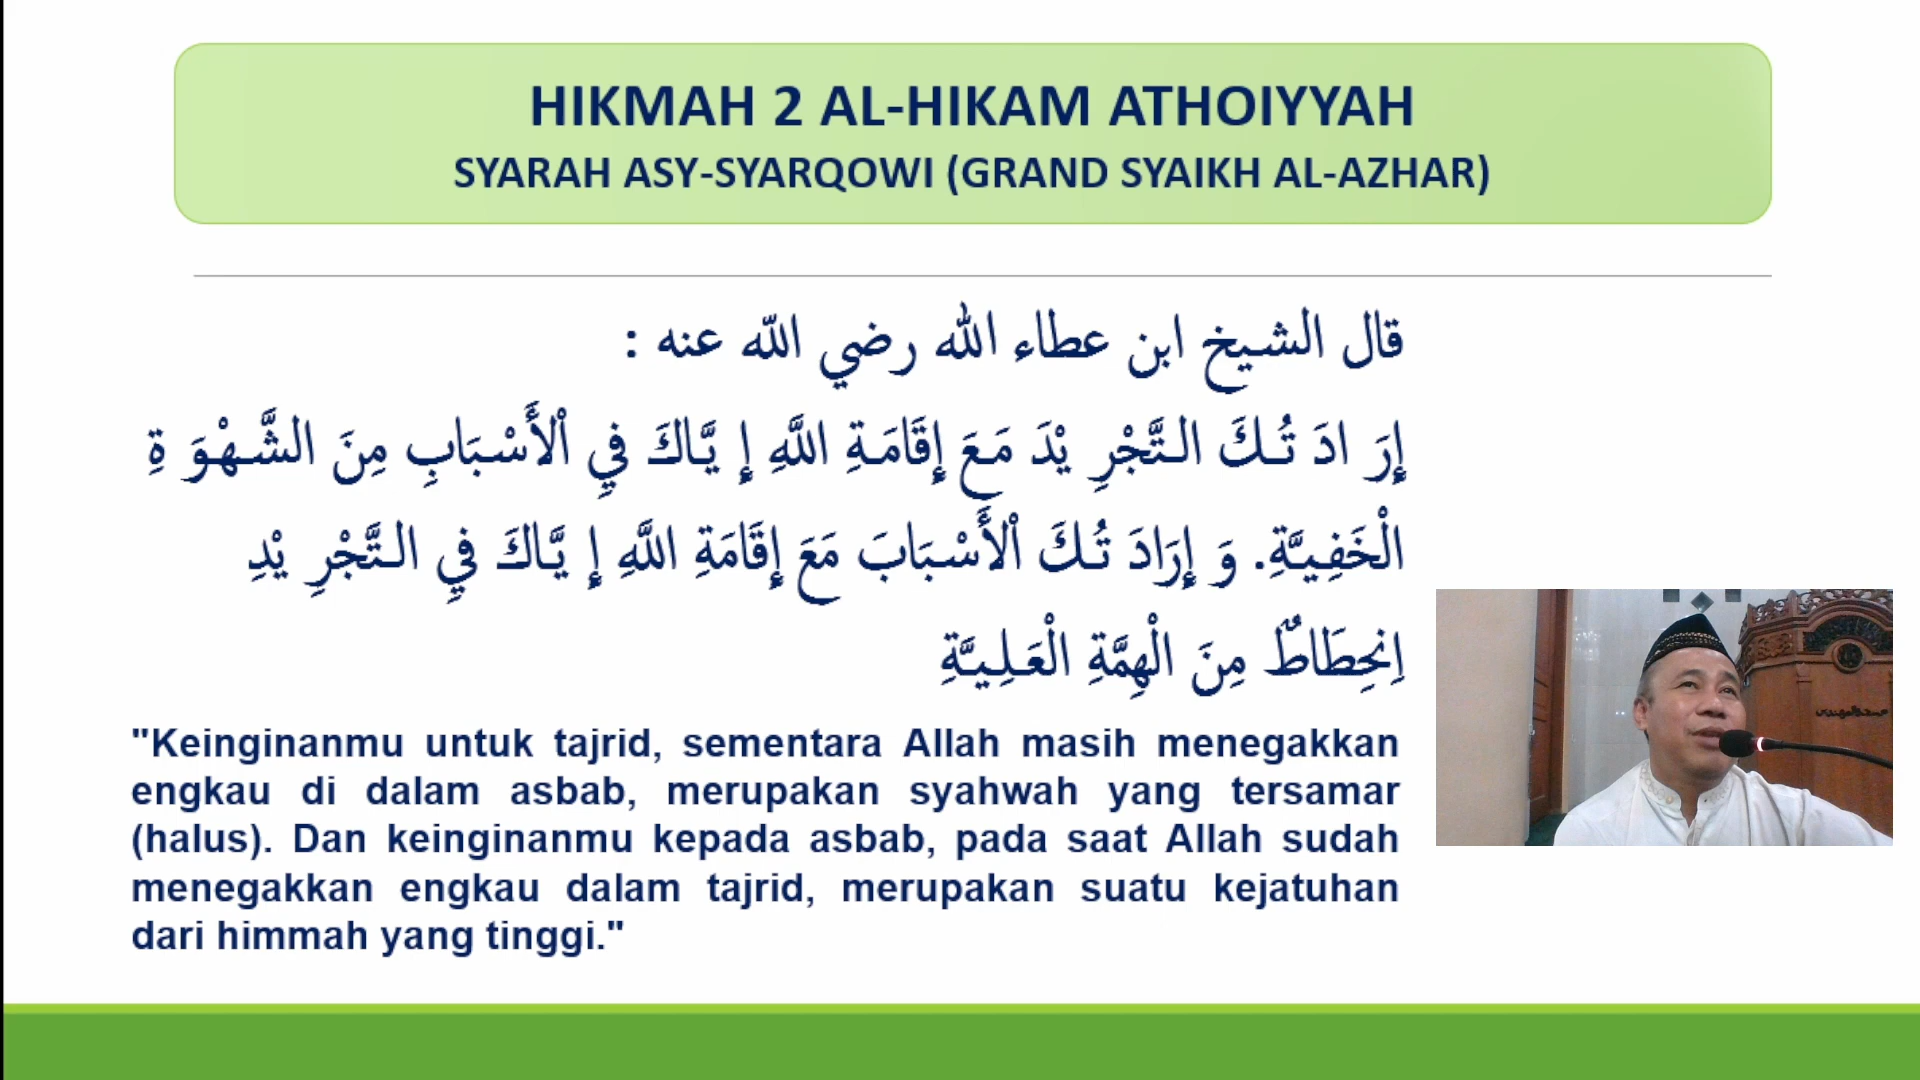 HIKMAH 2 AL-HIKAM ATHOIYYAH
SYARAH ASY-SYARQOWI (GRAND SYAIKH AL-AZHAR)
قال الشيخ ابن عطاء الله رضي الله عنه :
إِرَ ادَ تُكَ التَّجْرِ يْدَ مَعَ إِقَامَةِ اللَّهِ إِ يَّاكَ فِي اْلأَسْبَابِ مِنَ الشَّهْوَ ةِ
الْخَفِيَّةِ. وَ إِرَادَ تُكَ اْلأَسْبَابَ مَعَ إِقَامَةِ اللَّهِ إِ يَّاكَ فِي التَّجْرِ يْدِ
اِنحِطَاطٌ مِنَ الْهِمَّةِ الْعَلِيَّةِ
"Keinginanmu untuk tajrid, sementara Allah masih menegakkan
engkau di dalam asbab, merupakan syahwah yang tersamar
(halus). Dan keinginanmu kepada asbab, pada saat Allah sudah
menegakkan engkau dalam tajrid, merupakan suatu kejatuhan
dari himmah yang tinggi."